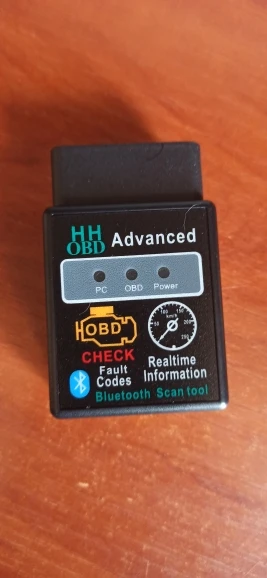 HH
OBD Advanced
PC OBD Power
OBD
CHECK
Fault
Codes
Realtime
Information
Bluetooth Scan tool